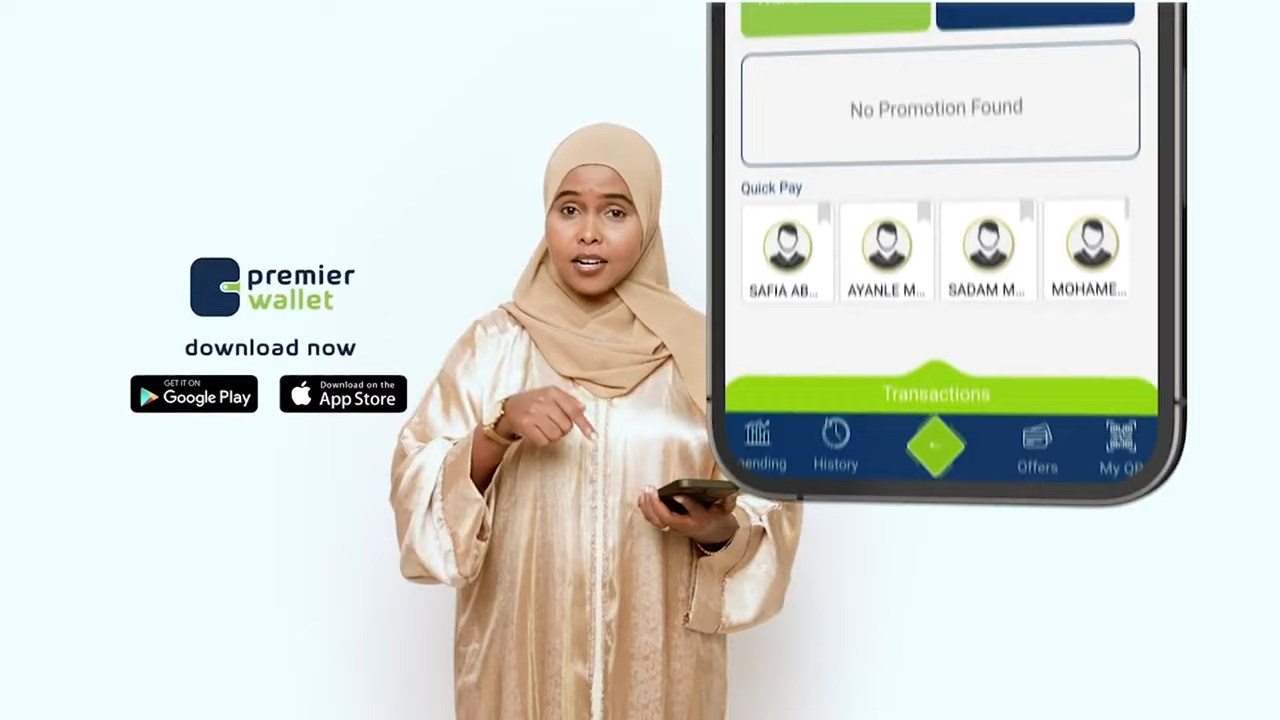 premier
wallet
download now
GET IT ON
Google Play
Download on the
App Store
No Promotion Found
Quick Pay
SAFIA AB...
AYANLE M...
SADAM M...
MOHAME...
Transactions
History
Offers